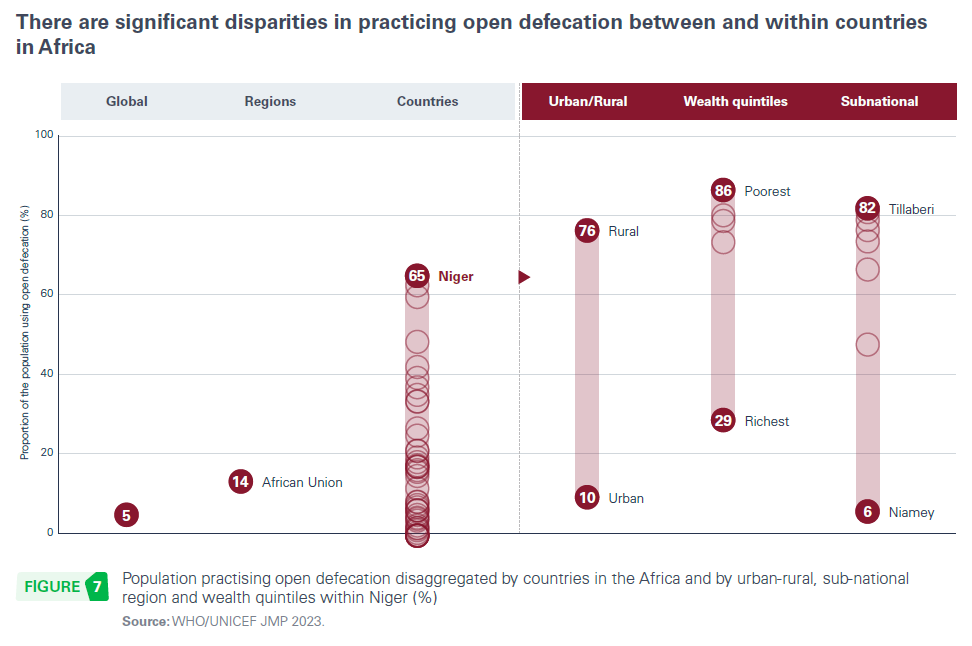 There are significant disparities in practicing open defecation between and within countries
in Africa
Global
Regions
Countries
Urban/Rural
Wealth quintiles
Subnational
Proportion of the population using open defecation (%)
100
80
60
40
20
0
5
14 African Union
65 Niger
76 Rural
10 Urban
86 Poorest
29 Richest
82 Tillaberi
6 Niamey
FIGURE 7
Population practising open defecation disaggregated by countries in the Africa and by urban-rural, sub-national
region and wealth quintiles within Niger (%)
Source: WHO/UNICEF JMP 2023.